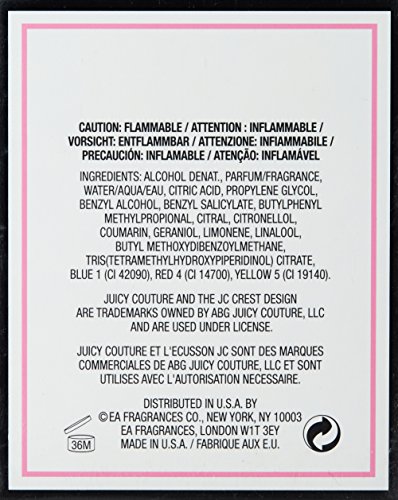 CAUTION: FLAMMABLE / ATTENTION : INFLAMMABLE /
VORSICHT: ENTFLAMMBAR / ATTENZIONE: INFIAMMABILE /
PRECAUCIÓN: INFLAMABLE / ATENÇÃO: INFLAMÁVEL
INGREDIENTS: ALCOHOL DENAT., PARFUM/FRAGRANCE,
WATER/AQUA/EAU, CITRIC ACID, PROPYLENE GLYCOL,
BENZYL ALCOHOL, BENZYL SALICYLATE, BUTYLPHENYL
METHYLPROPIONAL, CITRAL, CITRONELLOL,
COUMARIN, GERANIOL, LIMONENE, LINALOOL,
BUTYL METHOXYDIBENZOYLMETHANE,
TRIS(TETRAMETHYLHYDROXYPIPERIDINOL) CITRATE,
BLUE 1 (CI 42090), RED 4 (CI 14700), YELLOW 5 (CI 19140).
JUICY COUTURE AND THE JC CREST DESIGN
ARE TRADEMARKS OWNED BY ABG JUICY COUTURE, LLC
AND ARE USED UNDER LICENSE.
JUICY COUTURE ET L'ECUSSON JC SONT DES MARQUES
COMMERCIALES DE ABG JUICY COUTURE, LLC ET SONT
UTILISES AVEC L'AUTORISATION NECESSAIRE.
DISTRIBUTED IN U.S.A. BY
©EA FRAGRANCES CO., NEW YORK, NY 10003
EA FRAGRANCES, LONDON W1T 3EY
MADE IN U.S.A. / FABRIQUE AUX E.U.
36M